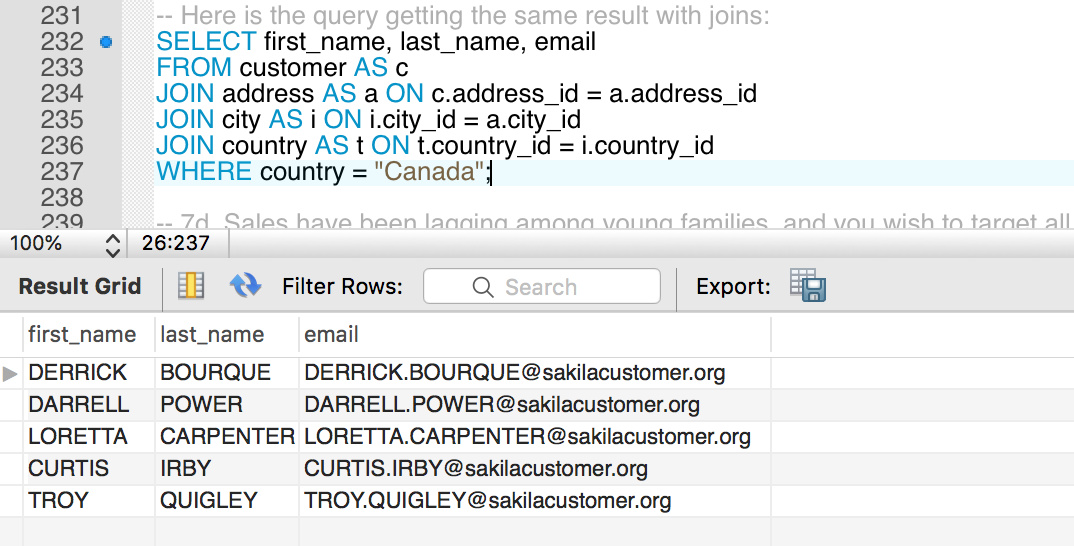 231 -- Here is the query getting the same result with joins:
232 SELECT first_name, last_name, email
233 FROM customer AS c
234 JOIN address AS a ON c.address_id = a.address_id
235 JOIN city AS i ON i.city_id = a.city_id
236 JOIN country AS t ON t.country_id = i.country_id
237 WHERE country = "Canada";
238
239 -- 7d. Sales have been lagging among young families, and you wish to target all
100% 26:237
Result Grid Filter Rows: Search Export:
first_name last_name email
DERRICK BOURQUE DERRICK.BOURQUE@sakilacustomer.org
DARRELL POWER DARRELL.POWER@sakilacustomer.org
LORETTA CARPENTER LORETTA.CARPENTER@sakilacustomer.org
CURTIS IRBY CURTIS.IRBY@sakilacustomer.org
TROY QUIGLEY TROY.QUIGLEY@sakilacustomer.org